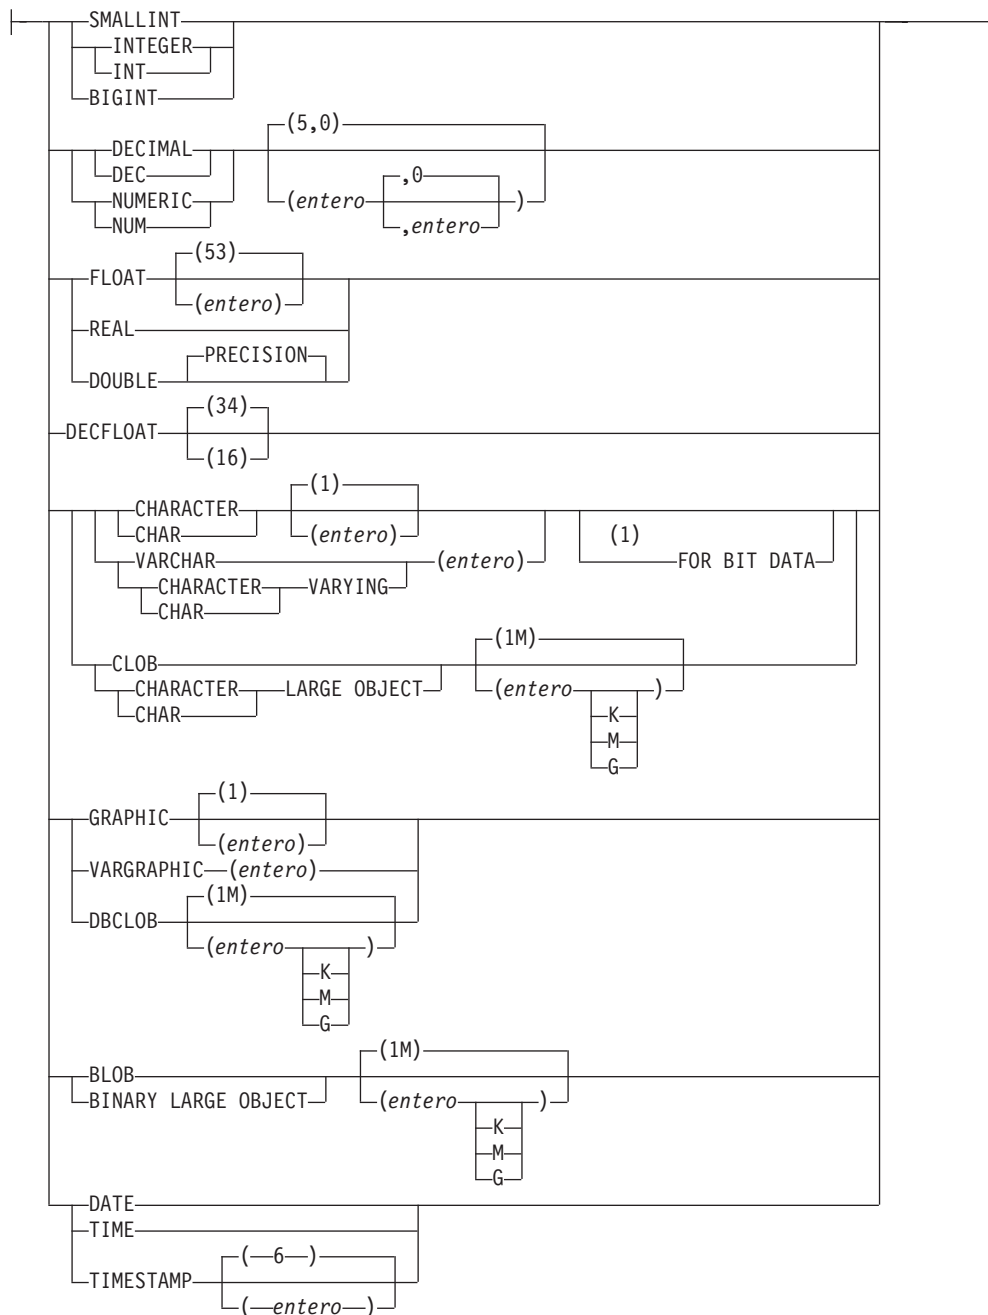 SMALLINT
INTEGER
INT
BIGINT
(5,0)
DECIMAL
DEC
,0
NUMERIC (entero )
NUM ,entero
(53)
FLOAT
(entero)
REAL
PRECISION
DOUBLE
(34)
DECFLOAT
(16)
(1)
CHARACTER
CHAR (entero) (1)
VARCHAR (entero) FOR BIT DATA
CHARACTER VARYING
CHAR
(1M)
CLOB
CHARACTER LARGE OBJECT (entero )
CHAR K
M
G
(1)
GRAPHIC
(entero)
VARGRAPHIC (entero)
(1M)
DBCLOB
(entero )
K
M
G
(1M)
BLOB
BINARY LARGE OBJECT (entero )
K
M
G
DATE
TIME
( 6 )
TIMESTAMP
( entero )